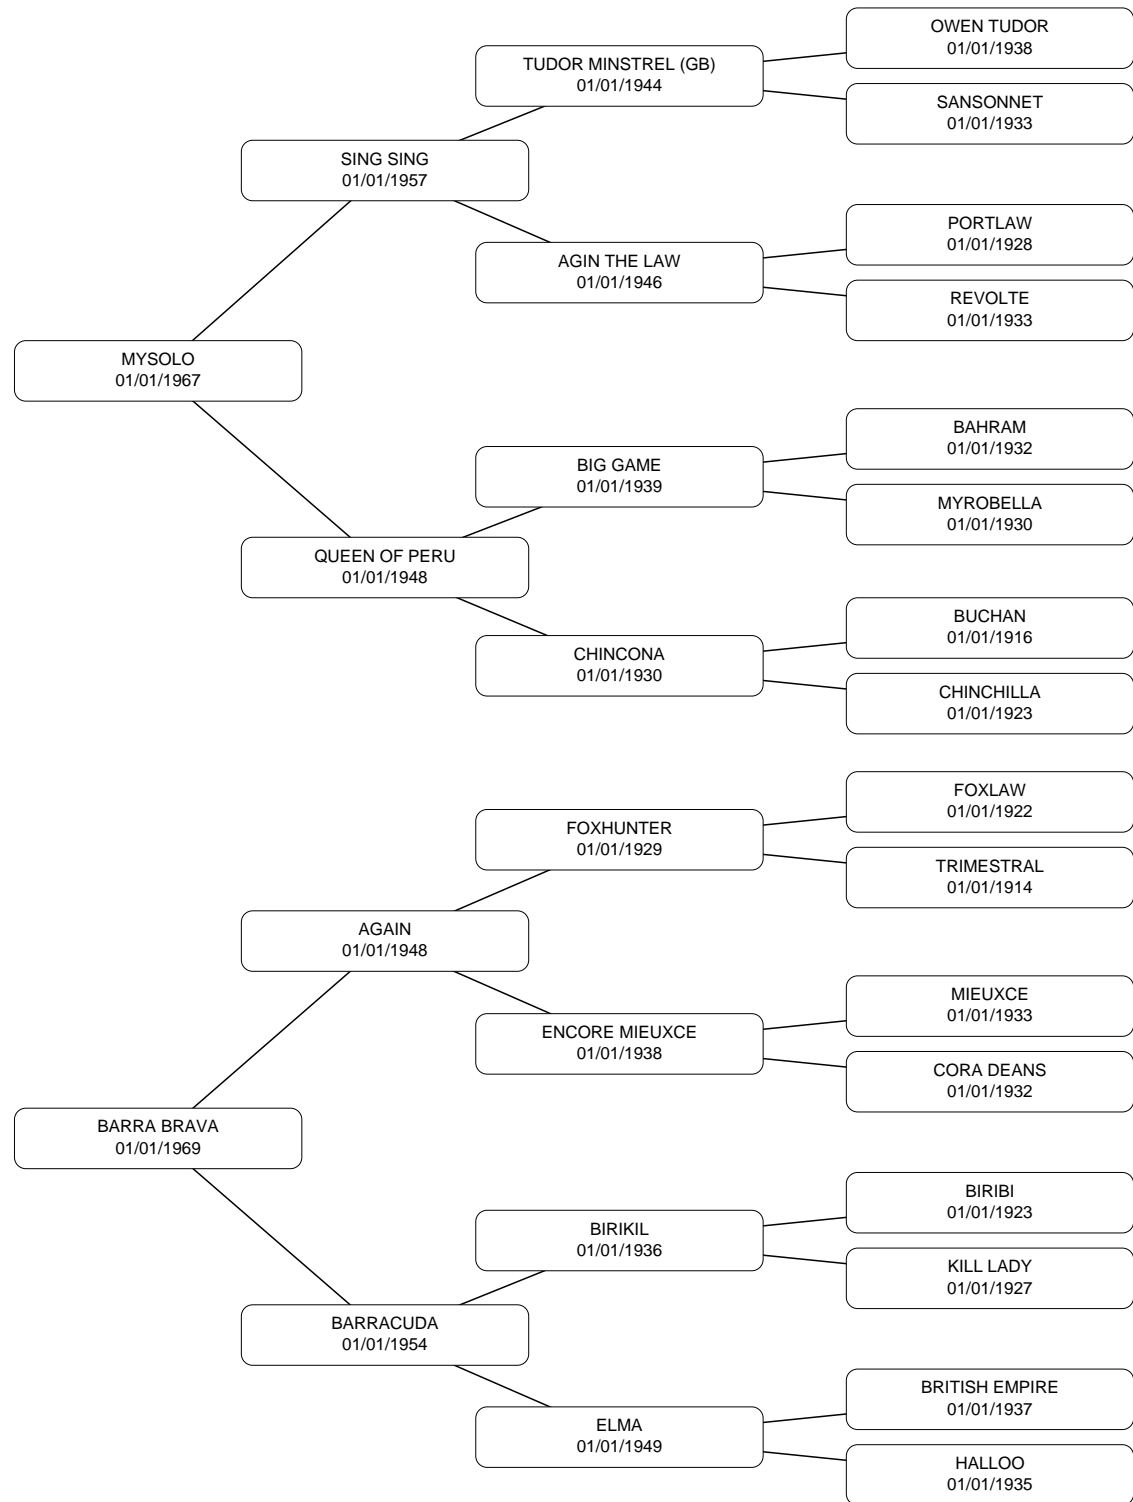 OWEN TUDOR
01/01/1938
TUDOR MINSTREL (GB)
01/01/1944
SANSONNET
01/01/1933
SING SING
01/01/1957
PORTLAW
01/01/1928
AGIN THE LAW
01/01/1946
REVOLTE
01/01/1933
MYSOLO
01/01/1967
BAHRAM
01/01/1932
BIG GAME
01/01/1939
MYROBELLA
01/01/1930
QUEEN OF PERU
01/01/1948
BUCHAN
01/01/1916
CHINCONA
01/01/1930
CHINCHILLA
01/01/1923
FOXLAW
01/01/1922
FOXHUNTER
01/01/1929
TRIMESTRAL
01/01/1914
AGAIN
01/01/1948
MIEUXCE
01/01/1933
ENCORE MIEUXCE
01/01/1938
CORA DEANS
01/01/1932
BARRA BRAVA
01/01/1969
BIRIBI
01/01/1923
BIRIKIL
01/01/1936
KILL LADY
01/01/1927
BARRACUDA
01/01/1954
BRITISH EMPIRE
01/01/1937
ELMA
01/01/1949
HALLOO
01/01/1935